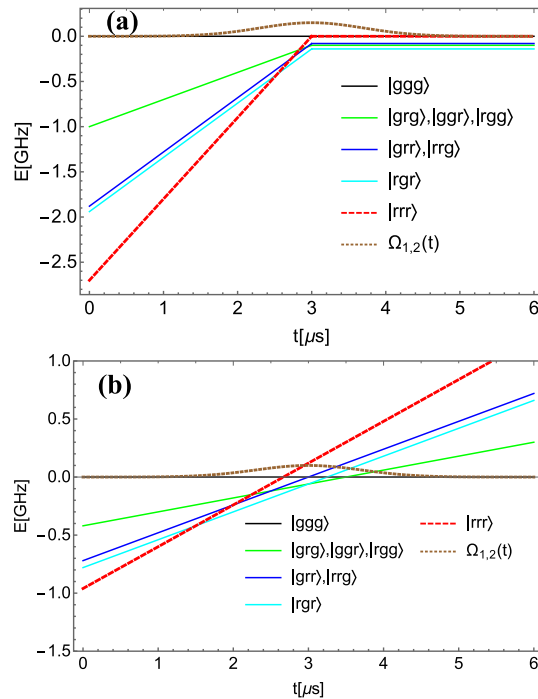 (a)
E[GHz]
0.0
−0.5
−1.0
−1.5
−2.0
−2.5
|ggg⟩
|grg⟩,|ggr⟩,|rgg⟩
|grr⟩,|rrg⟩
|rgr⟩
|rrr⟩
Ω1,2(t)
0 1 2 3 4 5 6
t[μs]
(b)
E[GHz]
1.0
0.5
0.0
−0.5
−1.0
−1.5
|ggg⟩ |rrr⟩
|grg⟩,|ggr⟩,|rgg⟩ Ω1,2(t)
|grr⟩,|rrg⟩
|rgr⟩
0 1 2 3 4 5 6
t[μs]